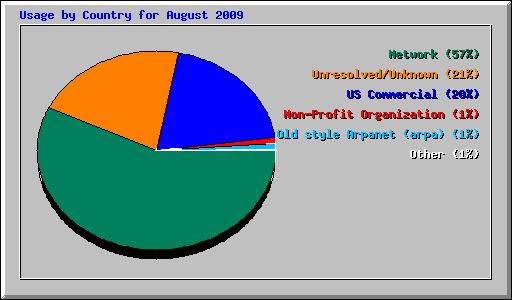 Usage by Country for August 2009
Network (57%)
Unresolved/Unknown (21%)
US Commercial (20%)
Non-Profit Organization (1%)
Old style Arpanet (arpa) (1%)
Other (1%)